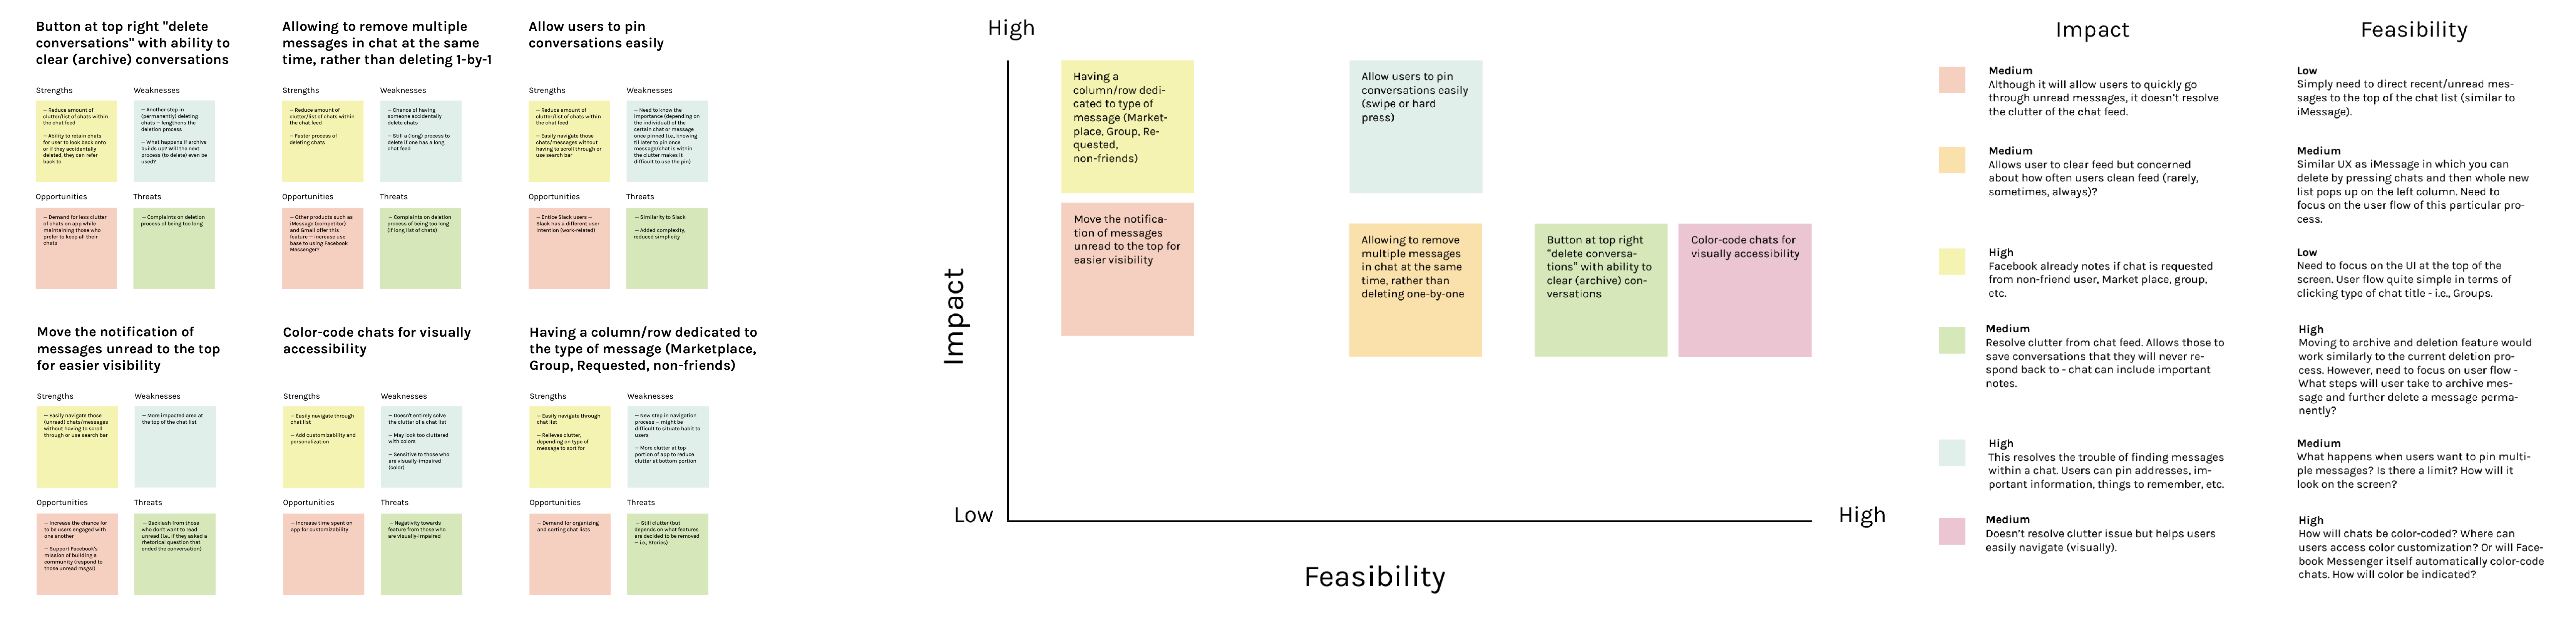 Button at top right "delete
conversations" with ability to
clear (archive) conversations
Strengths
— Reduce amount of
clutter/list of chats within
the chat feed
— Ability to retain chats
for user to look back onto
or if they accidentally
deleted, they can refer
back to
Weaknesses
— Another step in
(permanently) deleting
chats — lengthens the
deletion process
— What happens if archive
builds up? Will the next
process (to delete) even be
used?
Opportunities
— Demand for less clutter
of chats on app while
maintaining those who
prefer to keep all their
chats
Threats
— Complaints on deletion
process of being too long
Allowing to remove multiple
messages in chat at the same
time, rather than deleting 1-by-1
Strengths
— Reduce amount of
clutter/list of chats within
the chat feed
— Faster process of
deleting chats
Weaknesses
— Chance of having
someone accidentally
delete chats
— Still a (long) process to
delete if one has a long
chat feed
Opportunities
— Other products such as
iMessage (competitor)
and Gmail offer this
feature — increase use
base to using Facebook
Messenger?
Threats
— Complaints on deletion
process of being too long
(if long list of chats)
Allow users to pin
conversations easily
Strengths
— Reduce amount of
clutter/list of chats within
the chat feed
— Easily navigate those
chats/messages without
having to scroll through or
use search bar
Weaknesses
— Need to know the
importance (depending on
the individual) of the
certain chat or message
once pinned (i.e., knowing
til later to pin once
message/chat is within
the clutter makes it
difficult to use the pin)
Opportunities
— Entice Slack users —
Slack has a different user
intention (work-related)
Threats
— Similarity to Slack
— Added complexity,
reduced simplicity
Move the notification of
messages unread to the top
for easier visibility
Strengths
— Easily navigate those
(unread) chats/messages
without having to scroll
through or use search bar
Weaknesses
— More impacted area at
the top of the chat list
Opportunities
— Increase the chance for
to be users engaged with
one another
— Support Facebook's
mission of building a
community (respond to
those unread msgs!)
Threats
— Backlash from those
who don't want to read
unread (i.e., if they asked a
rhetorical question that
ended the conversation)
Color-code chats for visually
accessibility
Strengths
— Easily navigate through
chat list
— Add customizability and
personalization
Weaknesses
— Doesn't entirely solve
the clutter of a chat list
— May look too cluttered
with colors
— Sensitive to those who
are visually-impaired
(color)
Opportunities
— Increase time spent on
app for customizability
Threats
— Negativity towards
feature from those who
are visually-impaired
Having a column/row dedicated to
the type of message (Marketplace,
Group, Requested, non-friends)
Strengths
— Easily navigate through
chat list
— Relieves clutter,
depending on type of
message to sort for
Weaknesses
— New step in navigation
process — might be
difficult to situate habit to
users
— More clutter at top
portion of app to reduce
clutter at bottom portion
Opportunities
— Demand for organizing
and sorting chat lists
Threats
— Still clutter (but
depends on what features
are decided to be removed
— i.e., Stories)
High
Impact
Having a
column/row dedi-
cated to type of
message (Market-
place, Group, Re-
quested,
non-friends)
Allow users to pin
conversations easily
(swipe or hard
press)
Move the notifica-
tion of messages
unread to the top for
easier visibility
Allowing to remove
multiple messages
in chat at the same
time, rather than
deleting one-by-one
Button at top right
"delete conversa-
tions" with ability to
clear (archive) con-
versations
Color-code chats for
visually accessibility
Low
High
Feasibility
Impact
Feasibility
Medium
Although it will allow users to quickly go
through unread messages, it doesn't resolve
the clutter of the chat feed.
Low
Simply need to direct recent/unread mes-
sages to the top of the chat list (similar to
iMessage).
Medium
Allows user to clear feed but concerned
about how often users clean feed (rarely,
sometimes, always)?
Medium
Similar UX as iMessage in which you can
delete by pressing chats and then whole new
list pops up on the left column. Need to
focus on the user flow of this particular pro-
cess.
High
Facebook already notes if chat is requested
from non-friend user, Market place, group,
etc.
Low
Need to focus on the UI at the top of the
screen. User flow quite simple in terms of
clicking type of chat title - i.e., Groups.
Medium
Resolve clutter from chat feed. Allows those to
save conversations that they will never re-
spond back to - chat can include important
notes.
High
Moving to archive and deletion feature would
work similarly to the current deletion pro-
cess. However, need to focus on user flow -
What steps will user take to archive mes-
sage and further delete a message perma-
nently?
High
This resolves the trouble of finding messages
within a chat. Users can pin addresses, im-
portant information, things to remember, etc.
Medium
What happens when users want to pin multi-
ple messages? Is there a limit? How will it
look on the screen?
Medium
Doesn't resolve clutter issue but helps users
easily navigate (visually).
High
How will chats be color-coded? Where can
users access color customization? Or will Face-
book Messenger itself automatically color-code
chats. How will color be indicated?